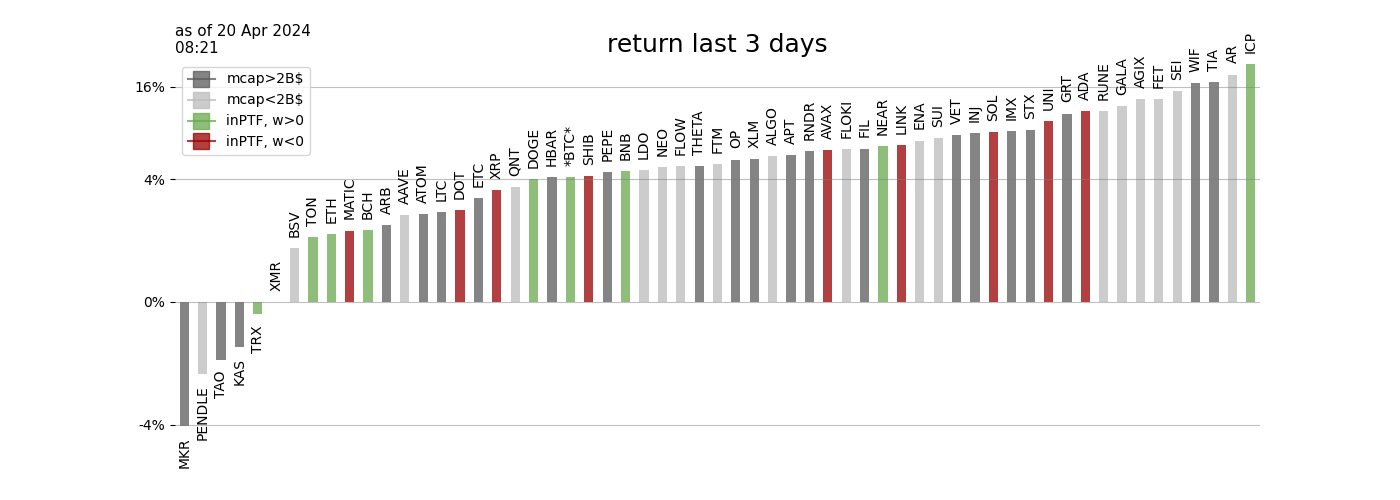 as of 20 Apr 2024
08:21
return last 3 days
mcap>2B$
mcap<2B$
inPTF, w>0
inPTF, w<0
16%
4%
0%
-4%
MKR
PENDLE
TAO
KAS
TRX
XMR
BSV
TON
ETH
MATIC
BCH
ARB
AAVE
ATOM
LTC
DOT
ETC
XRP
QNT
DOGE
HBAR
*BTC*
SHIB
PEPE
BNB
LDO
NEO
FLOW
THETA
FTM
OP
XLM
ALGO
APT
RNDR
AVAX
FLOKI
FIL
NEAR
LINK
ENA
SUI
VET
INJ
SOL
IMX
STX
UNI
GRT
ADA
RUNE
GALA
AGIX
FET
SEI
WIF
TIA
AR
ICP